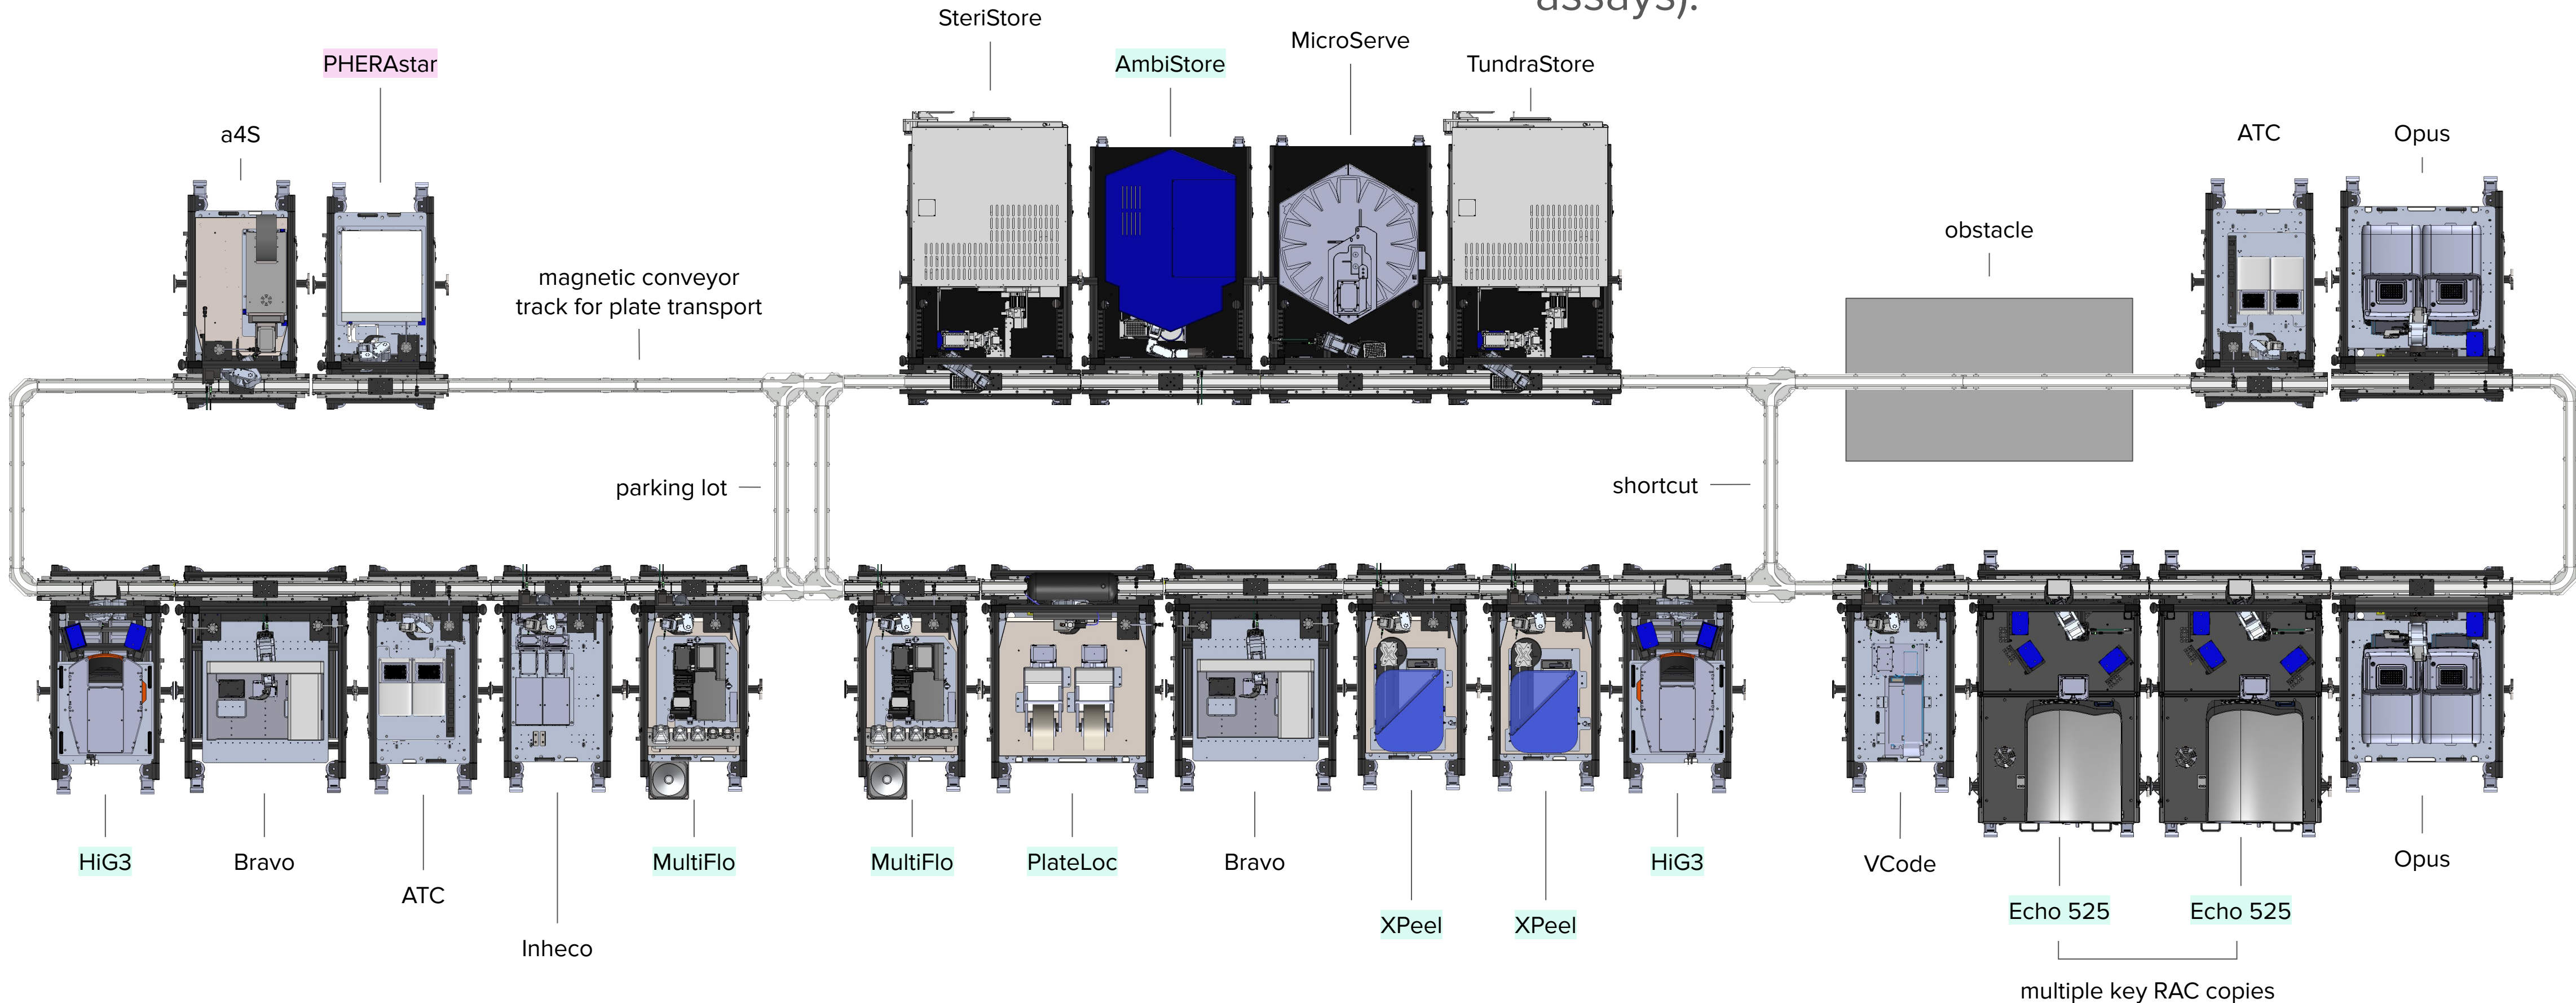 assays).
SteriStore
MicroServe
PHERAstar
AmbiStore
TundraStore
a4S
ATC
Opus
obstacle
magnetic conveyor
track for plate transport
parking lot
shortcut
HiG3
Bravo
MultiFlo
MultiFlo
PlateLoc
Bravo
HiG3
VCode
Opus
ATC
XPeel
XPeel
Echo 525
Echo 525
Inheco
multiple key RAC copies